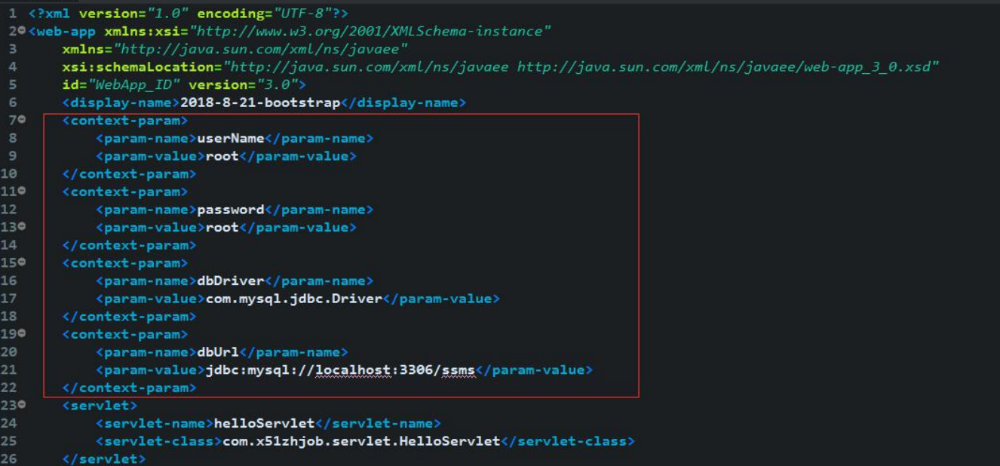 1 <?xml version="1.0" encoding="UTF-8"?>
2 <web-app xmlns:xsi="http://www.w3.org/2001/XMLSchema-instance"
3 xmlns="http://java.sun.com/xml/ns/javaee"
4 xsi:schemaLocation="http://java.sun.com/xml/ns/javaee http://java.sun.com/xml/ns/javaee/web-app_3_0.xsd"
5 id="WebApp_ID" version="3.0">
6 <display-name>2018-8-21-bootstrap</display-name>
7 <context-param>
8 <param-name>userName</param-name>
9 <param-value>root</param-value>
10 </context-param>
11 <context-param>
12 <param-name>password</param-name>
13 <param-value>root</param-value>
14 </context-param>
15 <context-param>
16 <param-name>dbDriver</param-name>
17 <param-value>com.mysql.jdbc.Driver</param-value>
18 </context-param>
19 <context-param>
20 <param-name>dbUrl</param-name>
21 <param-value>jdbc:mysql://localhost:3306/ssms</param-value>
22 </context-param>
23 <servlet>
24 <servlet-name>helloServlet</servlet-name>
25 <servlet-class>com.x51zhjob.servlet.HelloServlet</servlet-class>
26 </servlet>